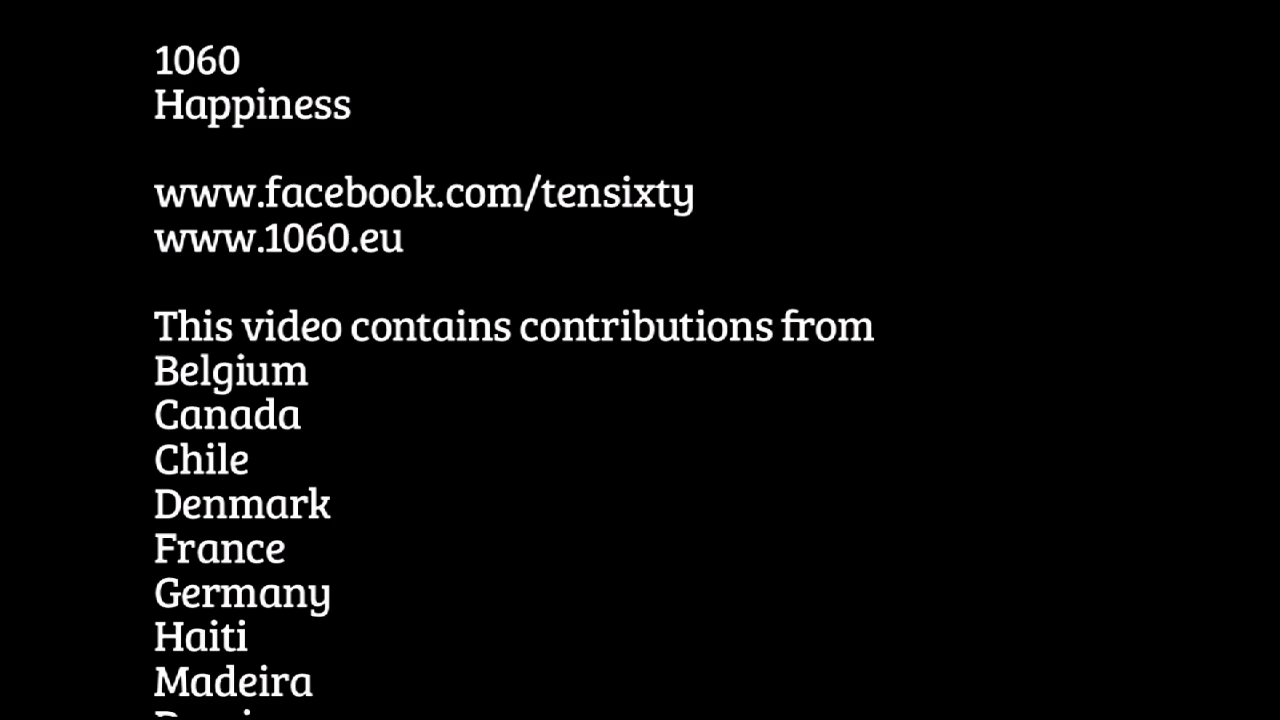 1060
Happiness
www.facebook.com/tensixty
www.1060.eu
This video contains contributions from
Belgium
Canada
Chile
Denmark
France
Germany
Haiti
Madeira